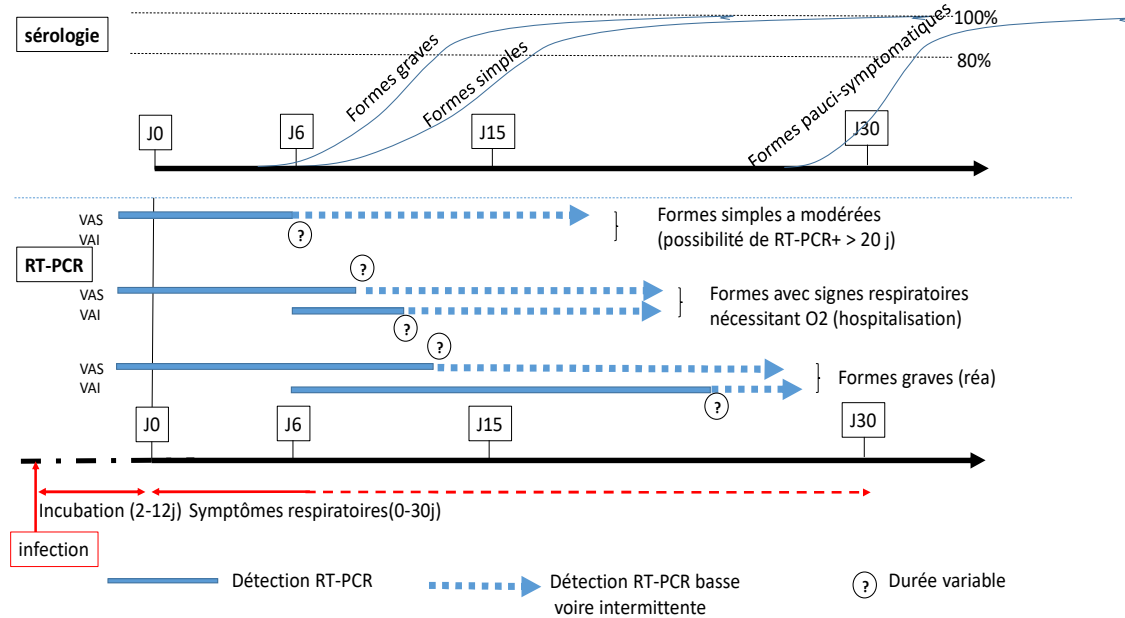 sérologie
100%
80%
Formes graves
Formes simples
Formes pauci-symptomatiques
J0
J6
J15
J30
VAS
VAI
?
Formes simples a modérées
(possibilité de RT-PCR+ > 20 j)
RT-PCR
?
VAS
VAI
?
Formes avec signes respiratoires
nécessitant O2 (hospitalisation)
?
VAS
VAI
?
Formes graves (réa)
J0
J6
J15
J30
Incubation (2-12j) Symptômes respiratoires(0-30j)
infection
Détection RT-PCR
Détection RT-PCR basse
voire intermittente
? Durée variable